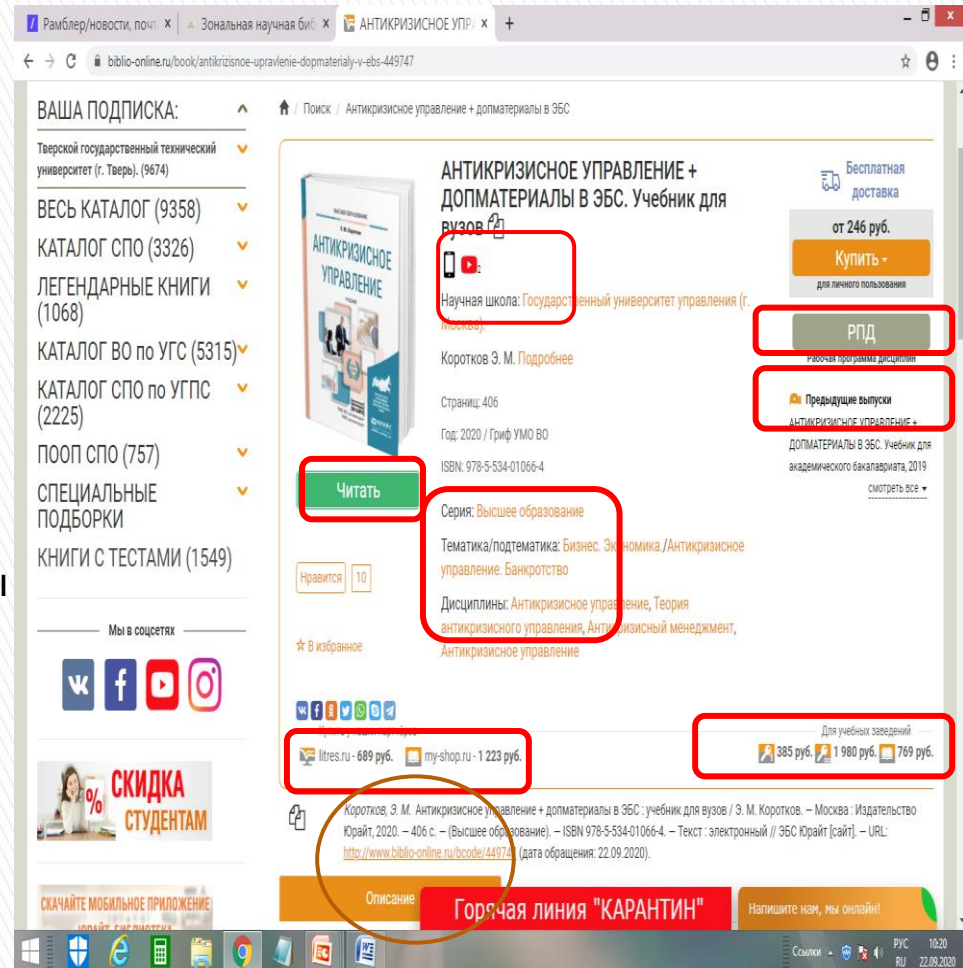 Рамблер/новости, почт
Зональная научная биб
АНТИКРИЗИСНОЕ УПРА
biblio-online.ru/book/antikrizisnoe-upravlenie-dopmaterialy-v-ebs-449747
ВАША ПОДПИСКА:
Тверской государственный технический
университет (г. Тверь). (9674)
ВЕСЬ КАТАЛОГ (9358)
КАТАЛОГ СПО (3326)
ЛЕГЕНДАРНЫЕ КНИГИ
(1068)
КАТАЛОГ ВО по УГС (5315)
КАТАЛОГ СПО по УГПС
(2225)
ПООП СПО (757)
СПЕЦИАЛЬНЫЕ
ПОДБОРКИ
КНИГИ С ТЕСТАМИ (1549)
Мы в соцсетях
% СКИДКА
СТУДЕНТАМ
СКАЧАЙТЕ МОБИЛЬНОЕ ПРИЛОЖЕНИЕ
/ Поиск / Антикризисное управление + допматериалы в ЭБС
АНТИКРИЗИСНОЕ
УПРАВЛЕНИЕ
Читать
Нравится 10
В избранное
АНТИКРИЗИСНОЕ УПРАВЛЕНИЕ +
ДОПМАТЕРИАЛЫ В ЭБС. Учебник для
вузов
2
Научная школа: Государственный университет управления (г.
Москва).
Коротков Э. М. Подробнее
Страниц: 406
Год: 2020 / Гриф УМО ВО
ISBN: 978-5-534-01066-4
Серия: Высшее образование
Тематика/подтематика: Бизнес. Экономика./Антикризисное
управление. Банкротство
Дисциплины: Антикризисное управление, Теория
антикризисного управления, Антикризисный менеджмент,
Антикризисное управление
Бесплатная
доставка
от 246 руб.
Купить
для личного пользования
РПД
Рабочая программа дисциплин
Предыдущие выпуски
АНТИКРИЗИСНОЕ УПРАВЛЕНИЕ +
ДОПМАТЕРИАЛЫ В ЭБС. Учебник для
академического бакалавриата, 2019
смотреть все
litres.ru - 689 руб. my-shop.ru - 1 223 руб.
Для учебных заведений
385 руб. 1 980 руб. 769 руб.
Коротков, Э. М. Антикризисное управление + допматериалы в ЭБС : учебник для вузов / Э. М. Коротков. — Москва : Издательство
Юрайт, 2020. — 406 с. — (Высшее образование). — ISBN 978-5-534-01066-4. — Текст : электронный // ЭБС Юрайт [сайт]. — URL:
http://www.biblio-online.ru/bcode/44974 (дата обращения: 22.09.2020).
Описание
Горячая линия "КАРАНТИН"
Напишите нам, мы онлайн!
Ссылки
РУС 10:20
RU 22.09.2020